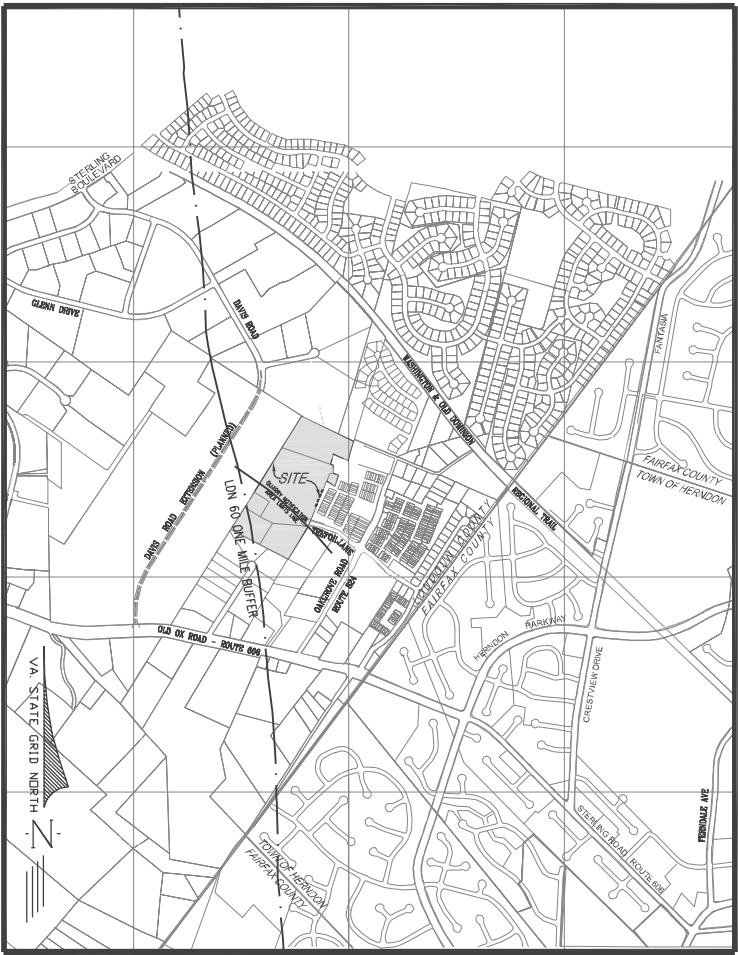 STERLING
BOULEVARD
GLENN DRIVE
DAVIS ROAD
WASHINGTON & OLD DOMINION
REGIONAL TRAIL
FANTASIA
FAIRFAX COUNTY
TOWN OF HERNDON
DAVIS ROAD EXTENSION (PLANNED)
SITE
LDN 60 ONE MILE BUFFER
OAKGROVE ROAD
ROUTE 824
LOUDOUN COUNTY
FAIRFAX COUNTY
OLD OX ROAD - ROUTE 606
HERNDON PARKWAY
CRESTVIEW DRIVE
VA. STATE GRID NORTH
N
STERLING ROAD ROUTE 606
FERNDALE AVE
TOWN OF HERNDON
FAIRFAX COUNTY